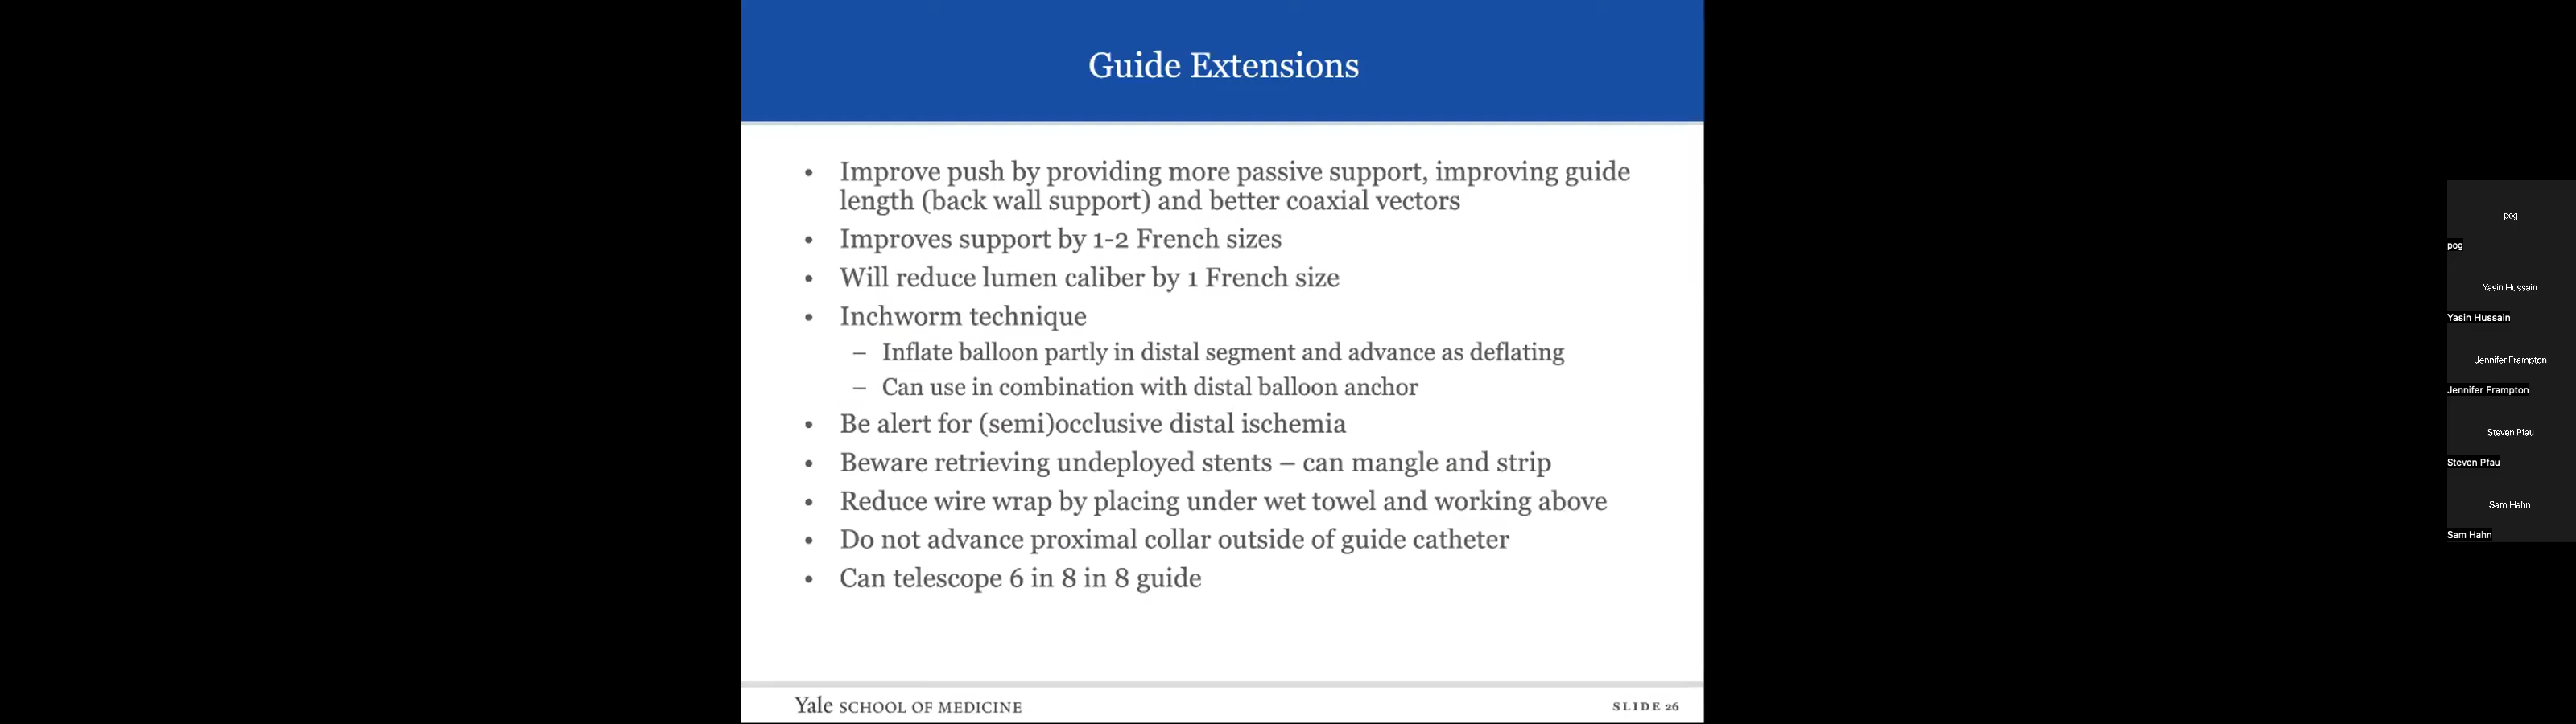 Guide Extensions
• Improve push by providing more passive support, improving guide
length (back wall support) and better coaxial vectors
• Improves support by 1-2 French sizes
• Will reduce lumen caliber by 1 French size
• Inchworm technique
– Inflate balloon partly in distal segment and advance as deflating
– Can use in combination with distal balloon anchor
• Be alert for (semi)occlusive distal ischemia
• Beware retrieving undeployed stents – can mangle and strip
• Reduce wire wrap by placing under wet towel and working above
• Do not advance proximal collar outside of guide catheter
• Can telescope 6 in 8 in 8 guide
Yale SCHOOL OF MEDICINE
SLIDE 26
pog
pog
Yasin Hussain
Yasin Hussain
Jennifer Frampton
Jennifer Frampton
Steven Pfau
Steven Pfau
Sam Hahn
Sam Hahn